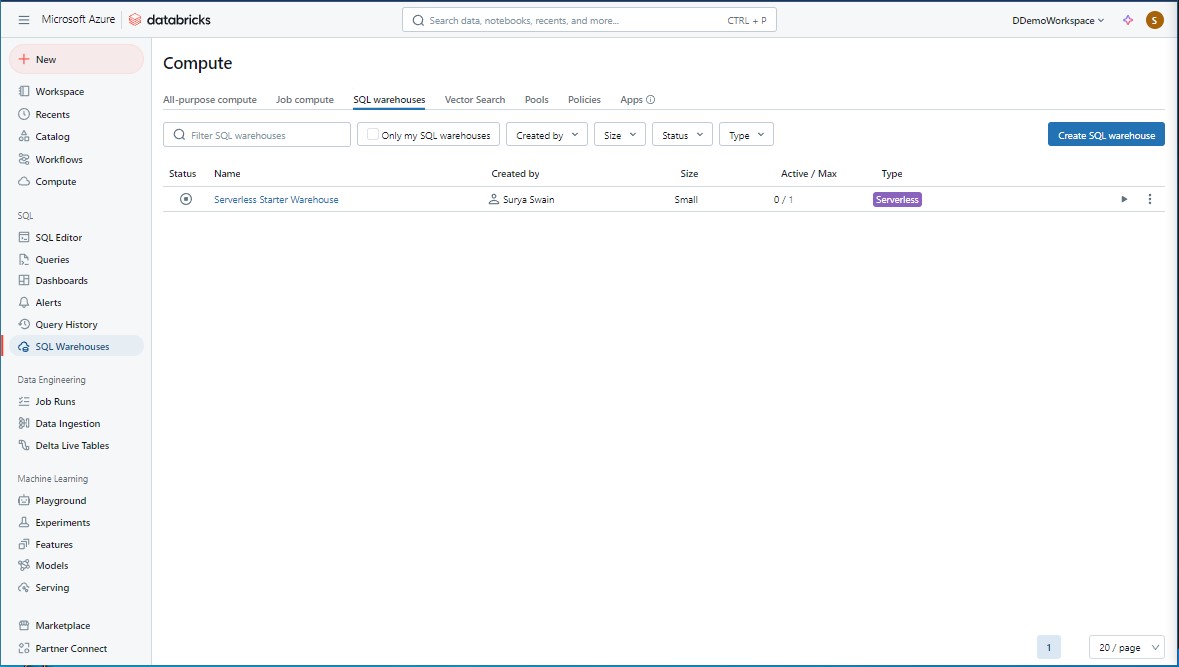 Microsoft Azure databricks Search data, notebooks, recents, and more... CTRL + P DDemoWorkspace S
New
Workspace
Recents
Catalog
Workflows
Compute
SQL
SQL Editor
Queries
Dashboards
Alerts
Query History
SQL Warehouses
Data Engineering
Job Runs
Data Ingestion
Delta Live Tables
Machine Learning
Playground
Experiments
Features
Models
Serving
Marketplace
Partner Connect
Compute
All-purpose compute Job compute SQL warehouses Vector Search Pools Policies Apps
Filter SQL warehouses Only my SQL warehouses Created by Size Status Type Create SQL warehouse
Status Name Created by Size Active / Max Type
Serverless Starter Warehouse Surya Swain Small 0 / 1 Serverless
1 20 / page